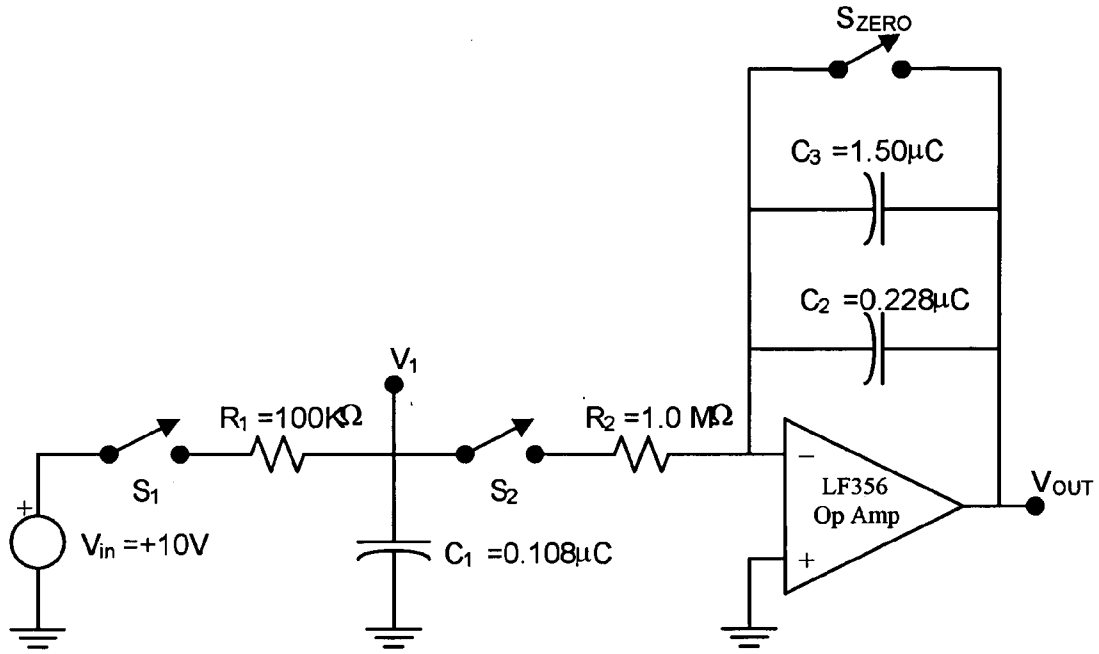 SZERO
C3 =1.50μC
C2 =0.228μC
V1
R1 =100KΩ
R2 =1.0 MΩ
S1
S2
−
LF356
Op Amp
VOUT
+
Vin =+10V
C1 =0.108μC
+